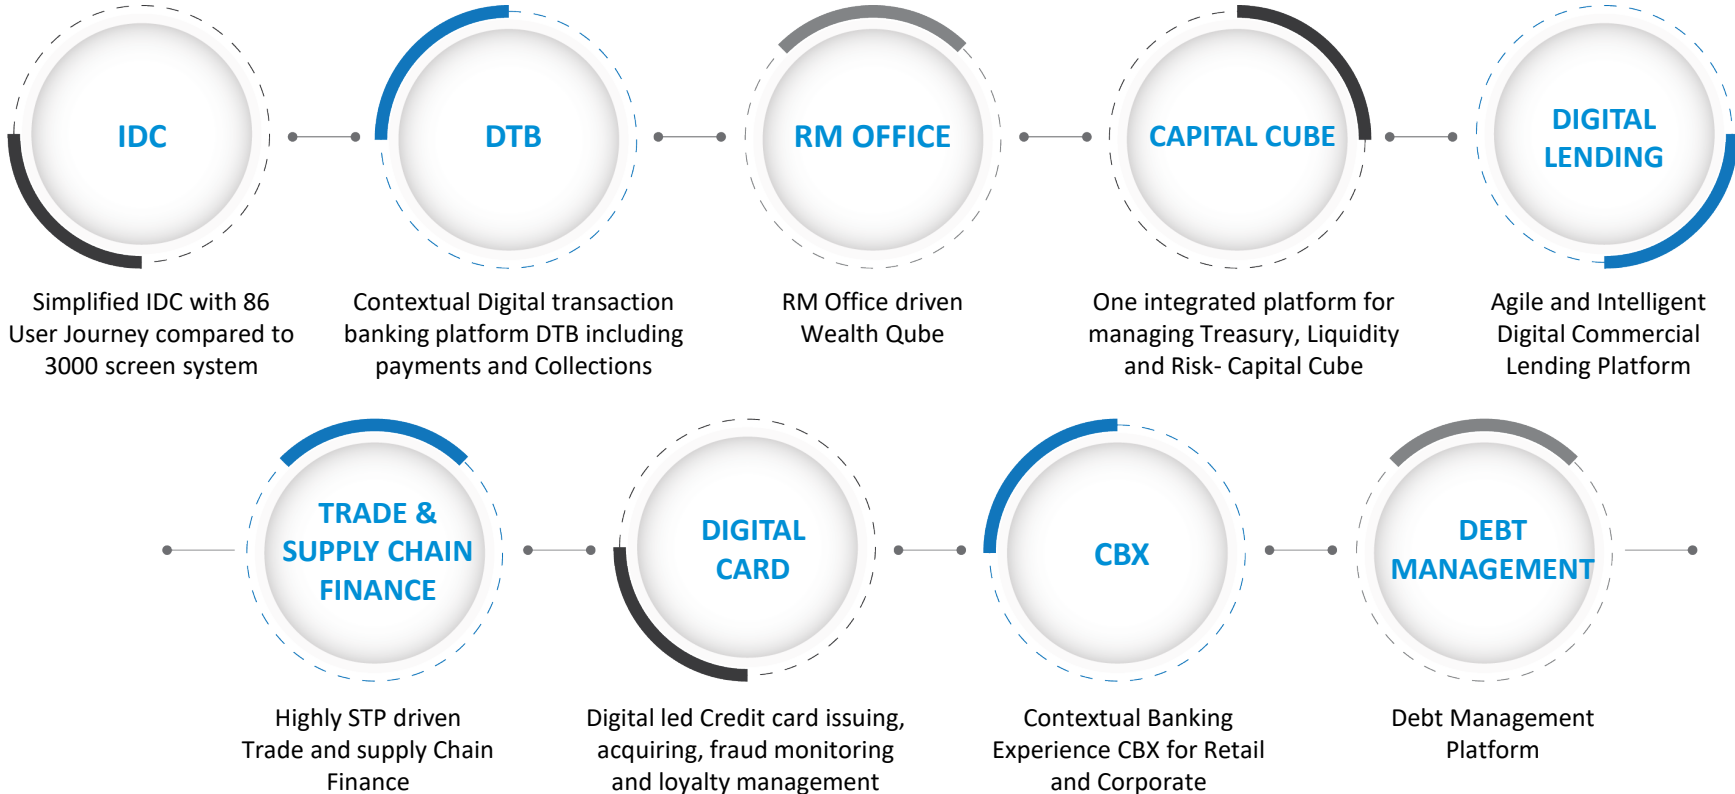 IDC
DTB
RM OFFICE
CAPITAL CUBE
DIGITAL
LENDING
Simplified IDC with 86
User Journey compared to
3000 screen system
Contextual Digital transaction
banking platform DTB including
payments and Collections
RM Office driven
Wealth Qube
One integrated platform for
managing Treasury, Liquidity
and Risk- Capital Cube
Agile and Intelligent
Digital Commercial
Lending Platform
TRADE &
SUPPLY CHAIN
FINANCE
DIGITAL
CARD
CBX
DEBT
MANAGEMENT
Highly STP driven
Trade and supply Chain
Finance
Digital led Credit card issuing,
acquiring, fraud monitoring
and loyalty management
Contextual Banking
Experience CBX for Retail
and Corporate
Debt Management
Platform